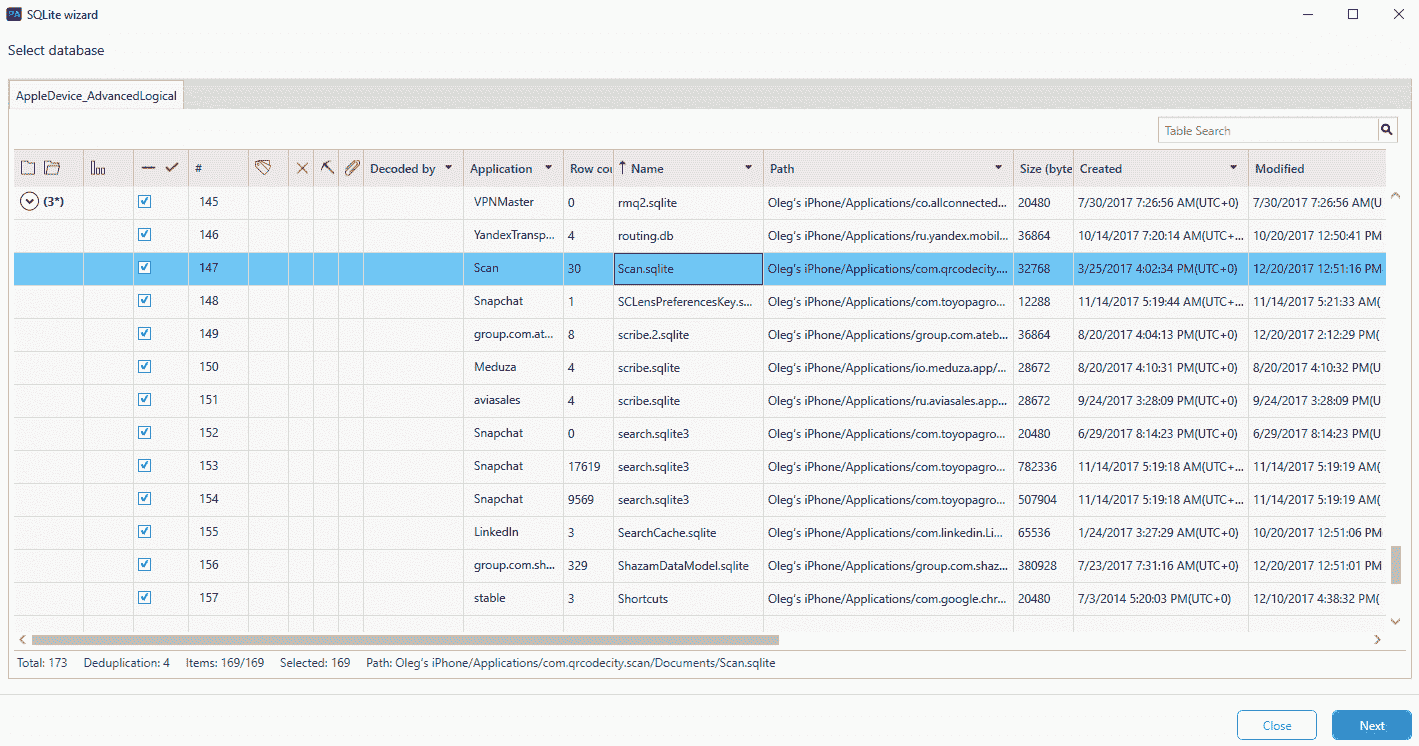 PA SQLite wizard
Select database
AppleDevice_AdvancedLogical
Table Search
# Decoded by Application Row cou Name Path Size (byte Created Modified
(3*) 145 VPNMaster 0 rmq2.sqlite Oleg's iPhone/Applications/co.allconnected... 20480 7/30/2017 7:26:56 AM(UTC+0) 7/30/2017 7:26:56 AM(U
146 YandexTransp... 4 routing.db Oleg's iPhone/Applications/ru.yandex.mobil... 36864 10/14/2017 7:20:14 AM(UTC+... 10/20/2017 12:50:41 PM
147 Scan 30 Scan.sqlite Oleg's iPhone/Applications/com.qrcodecity.... 32768 3/25/2017 4:02:34 PM(UTC+0) 12/20/2017 12:51:16 PM
148 Snapchat 1 SCLensPreferencesKey.s... Oleg's iPhone/Applications/com.toyopagro... 12288 11/14/2017 5:19:44 AM(UTC+... 11/14/2017 5:21:33 AM(
149 group.com.at... 8 scribe.2.sqlite Oleg's iPhone/Applications/group.com.ateb... 36864 8/20/2017 4:04:13 PM(UTC+0) 12/20/2017 2:12:29 PM(
150 Meduza 4 scribe.sqlite Oleg's iPhone/Applications/io.meduza.app/... 28672 8/20/2017 4:10:31 PM(UTC+0) 8/20/2017 4:10:32 PM(U
151 aviasales 4 scribe.sqlite Oleg's iPhone/Applications/ru.aviasales.app... 28672 9/24/2017 3:28:09 PM(UTC+0) 9/24/2017 3:28:09 PM(U
152 Snapchat 0 search.sqlite3 Oleg's iPhone/Applications/com.toyopagro... 20480 6/29/2017 8:14:23 PM(UTC+0) 6/29/2017 8:14:23 PM(U
153 Snapchat 17619 search.sqlite3 Oleg's iPhone/Applications/com.toyopagro... 782336 11/14/2017 5:19:18 AM(UTC+... 11/14/2017 5:19:19 AM(
154 Snapchat 9569 search.sqlite3 Oleg's iPhone/Applications/com.toyopagro... 507904 11/14/2017 5:19:18 AM(UTC+... 11/14/2017 5:19:19 AM(
155 LinkedIn 3 SearchCache.sqlite Oleg's iPhone/Applications/com.linkedin.Li... 65536 1/24/2017 3:27:29 AM(UTC+0) 10/20/2017 12:51:06 PM
156 group.com.sh... 329 ShazamDataModel.sqlite Oleg's iPhone/Applications/group.com.shaz... 380928 7/23/2017 7:31:16 AM(UTC+0) 12/20/2017 12:51:01 PM
157 stable 3 Shortcuts Oleg's iPhone/Applications/com.google.chr... 20480 7/3/2014 5:20:03 PM(UTC+0) 12/10/2017 4:38:32 PM(
Total: 173 Deduplication: 4 Items: 169/169 Selected: 169 Path: Oleg's iPhone/Applications/com.qrcodecity.scan/Documents/Scan.sqlite
Close Next